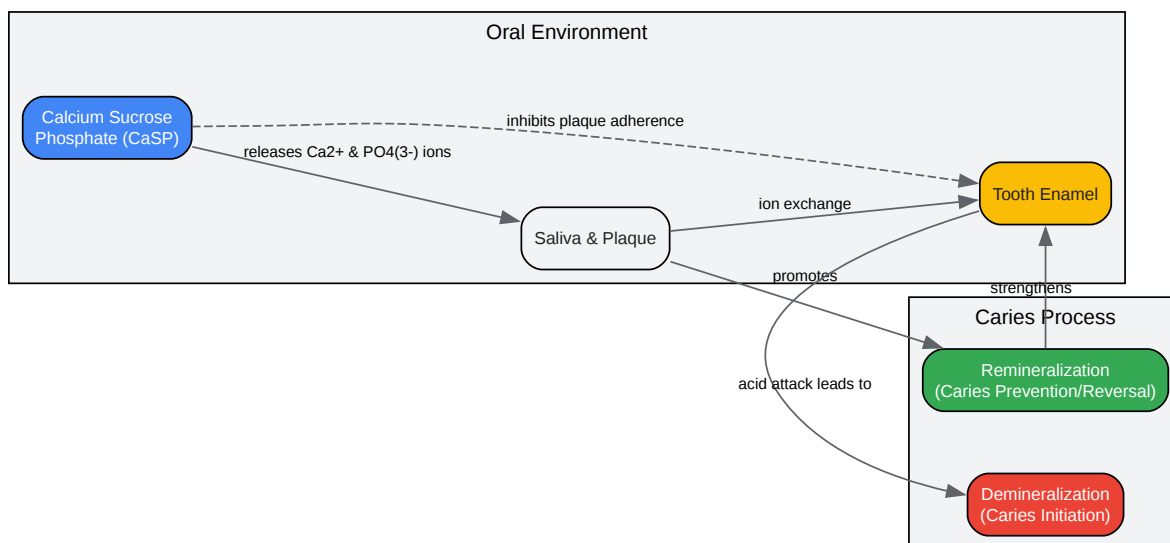 Oral Environment
Calcium Sucrose
Phosphate (CaSP)
inhibits plaque adherence
releases Ca2+ & PO4(3-) ions
Tooth Enamel
ion exchange
Saliva & Plaque
promotes
strengthens
Caries Process
Remineralization
(Caries Prevention/Reversal)
acid attack leads to
Demineralization
(Caries Initiation)